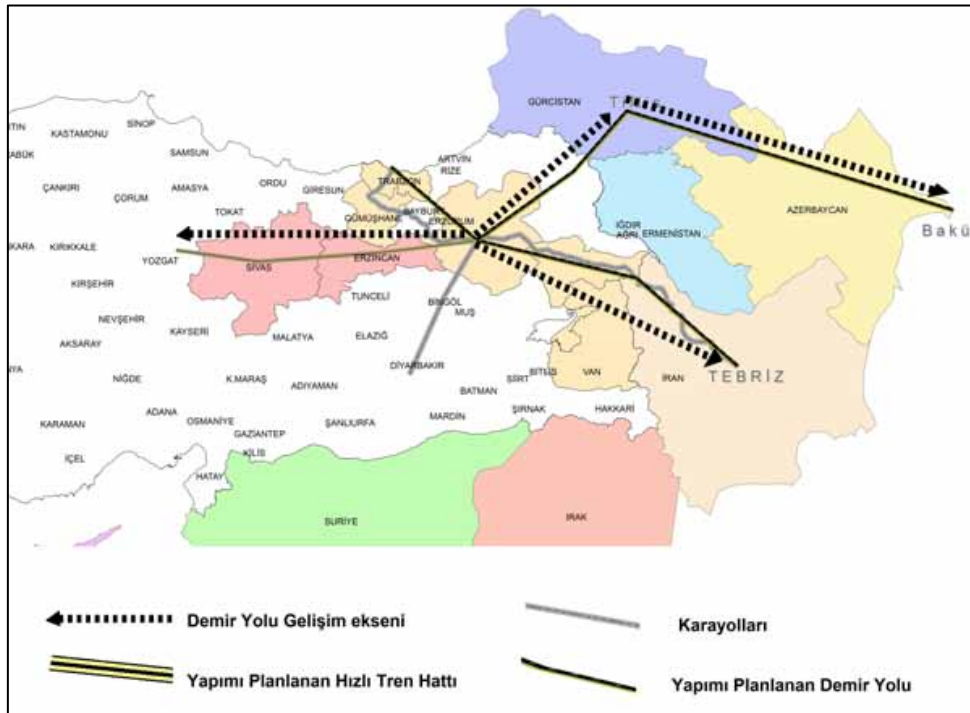 GÜRCİSTAN
SİNOP
KASTAMONU
SAMSUN
ARTVİN
RİZE
ÇANKIRI
AMASYA
ORDU
TRABZON
GİRESUN
ÇORUM
TOKAT
GÜMÜŞHANE
BAYBURT
ERZURUM
AZERBAYCAN
IĞDIR
AĞRI
ERMENİSTAN
Bakü
KIRIKKALE
YOZGAT
SİVAS
ERZİNCAN
KIRŞEHİR
TUNCELİ
BİNGÖL
MUŞ
NEVŞEHİR
KAYSERİ
MALATYA
ELAZIĞ
AKSARAY
DİYARBAKIR
BİTLİS
VAN
İRAN
TEBRİZ
NİĞDE
K.MARAŞ
ADIYAMAN
SİİRT
BATMAN
ADANA
OSMANİYE
MARDİN
ŞIRNAK
HAKKARİ
KARAMAN
ŞANLIURFA
GAZİANTEP
KİLİS
İÇEL
HATAY
SURİYE
IRAK
Demir Yolu Gelişim ekseni
Karayolları
Yapımı Planlanan Hızlı Tren Hattı
Yapımı Planlanan Demir Yolu